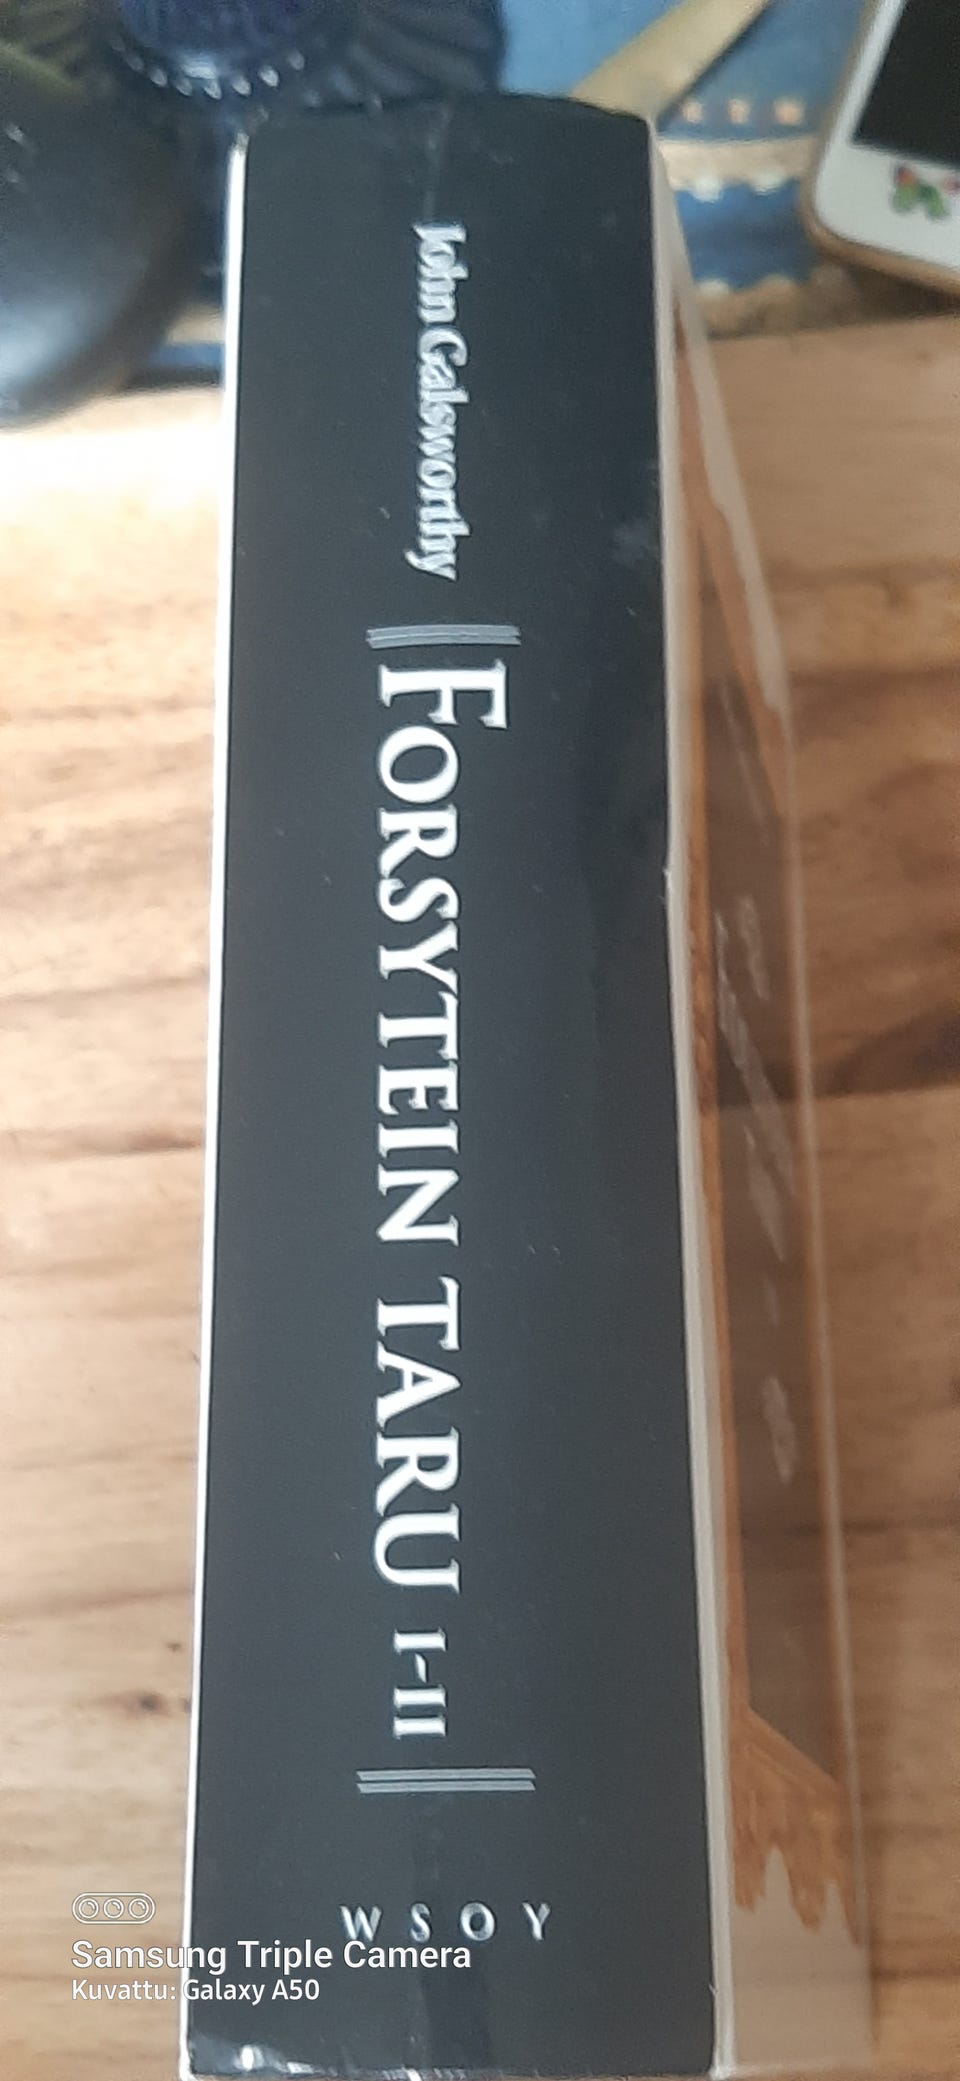 John Galsworthy
FORSYTEIN TARU I-II
WSOY
Samsung Triple Camera
Kuvattu: Galaxy A50